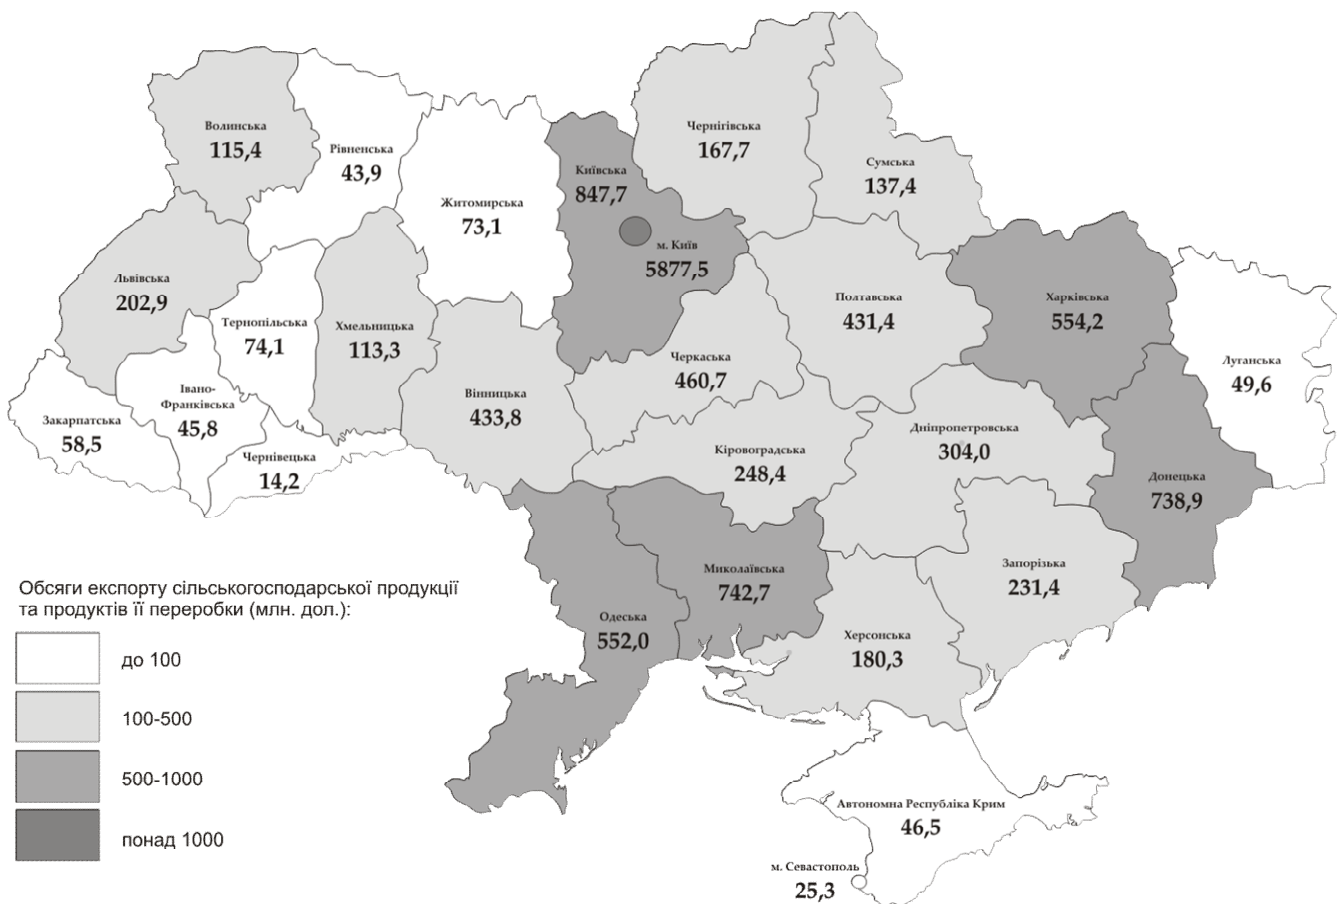 Волинська
115,4
Рівненська
43,9
Житомирська
73,1
Київська
847,7
м. Київ
5877,5
Чернігівська
167,7
Сумська
137,4
Львівська
202,9
Тернопільська
74,1
Хмельницька
113,3
Полтавська
431,4
Харківська
554,2
Луганська
49,6
Черкаська
460,7
Вінницька
433,8
Івано-
Франківська
45,8
Закарпатська
58,5
Чернівецька
14,2
Кіровоградська
248,4
Дніпропетровська
304,0
Донецька
738,9
Миколаївська
742,7
Одеська
552,0
Запорізька
231,4
Херсонська
180,3
Автономна Республіка Крим
46,5
м. Севастополь
25,3
Обсяги експорту сільськогосподарської продукції
та продуктів її переробки (млн. дол.):
до 100
100-500
500-1000
понад 1000